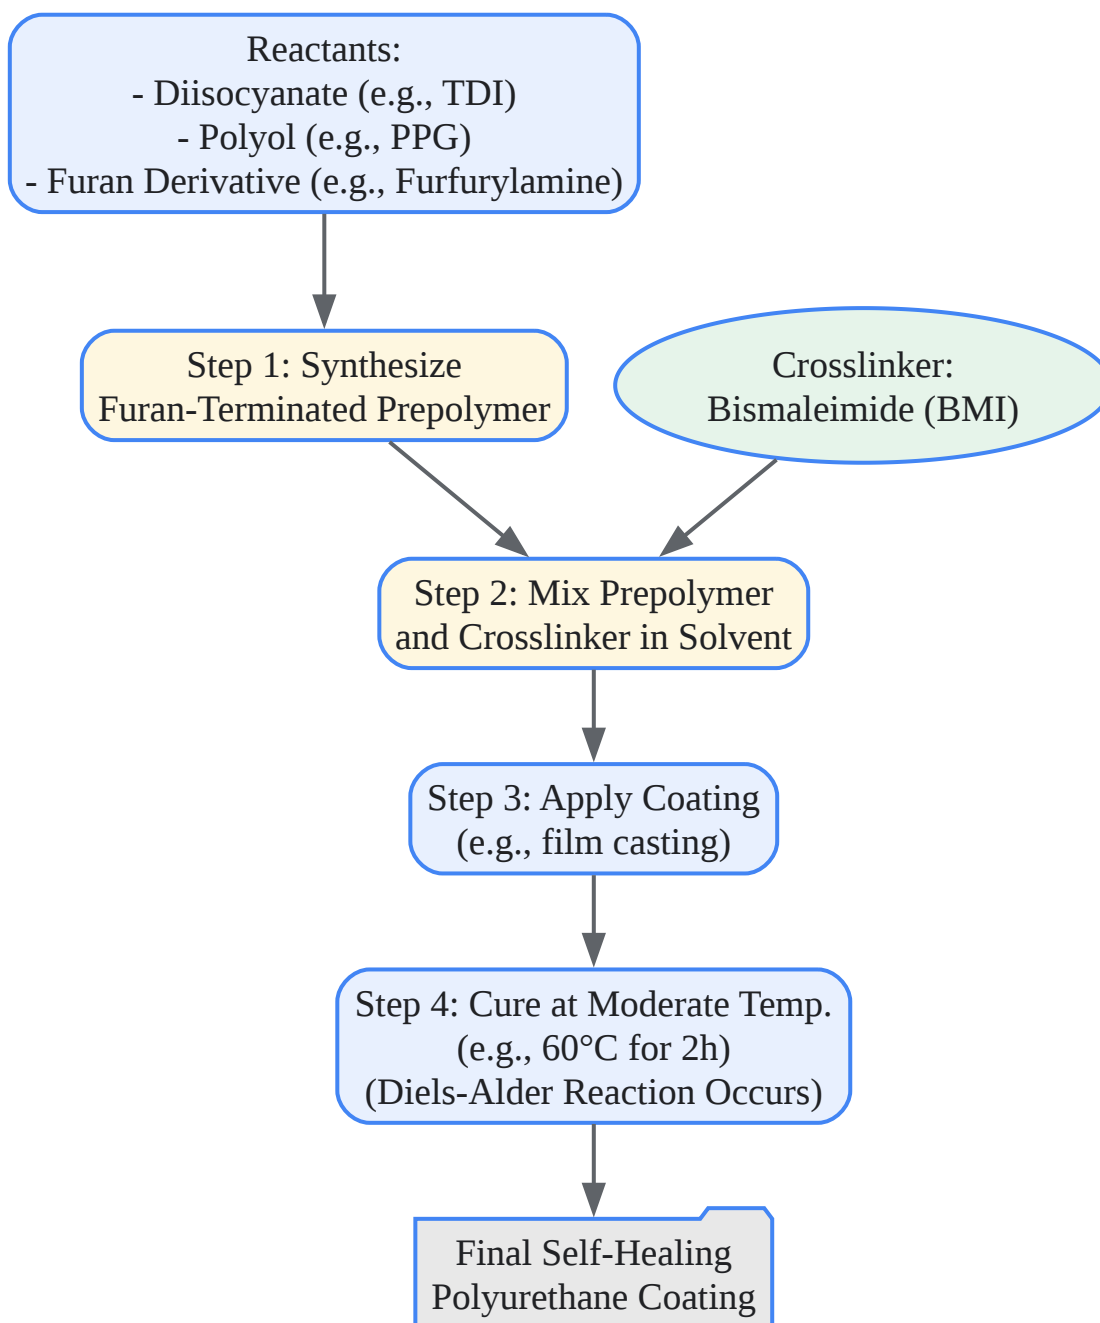 Reactants:
- Diisocyanate (e.g., TDI)
- Polyol (e.g., PPG)
- Furan Derivative (e.g., Furfurylamine)
Step 1: Synthesize
Furan-Terminated Prepolymer
Crosslinker:
Bismaleimide (BMI)
Step 2: Mix Prepolymer
and Crosslinker in Solvent
Step 3: Apply Coating
(e.g., film casting)
Step 4: Cure at Moderate Temp.
(e.g., 60°C for 2h)
(Diels-Alder Reaction Occurs)
Final Self-Healing
Polyurethane Coating